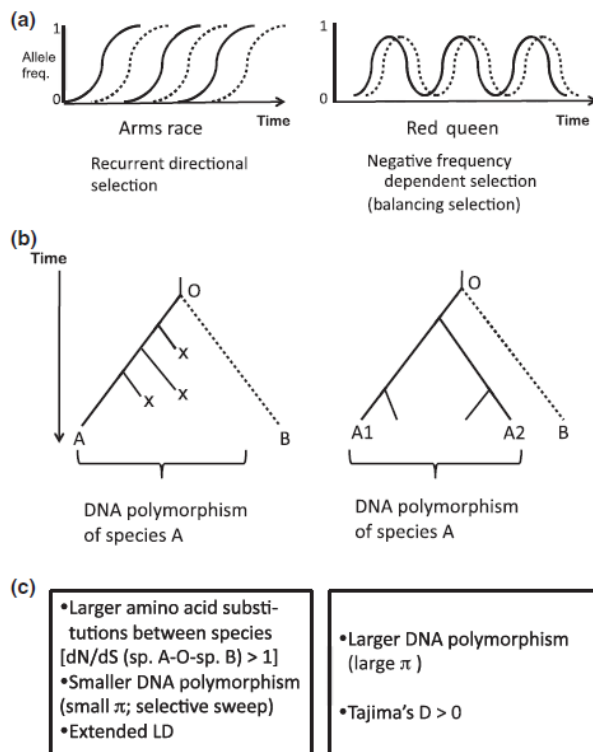 (a)
1
Allele
freq.
0
Time
Arms race
Recurrent directional
selection
1
0
Time
Red queen
Negative frequency
dependent selection
(balancing selection)
(b)
Time
O
x
x
x
A
B
DNA polymorphism
of species A
O
A1
A2
B
DNA polymorphism
of species A
(c)
•Larger amino acid substi-
tutions between species
[dN/dS (sp. A-O-sp. B) > 1]
•Smaller DNA polymorphism
(small π; selective sweep)
•Extended LD
•Larger DNA polymorphism
(large π )
•Tajima's D > 0